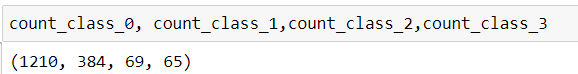 count_class_0, count_class_1,count_class_2,count_class_3
(1210, 384, 69, 65)